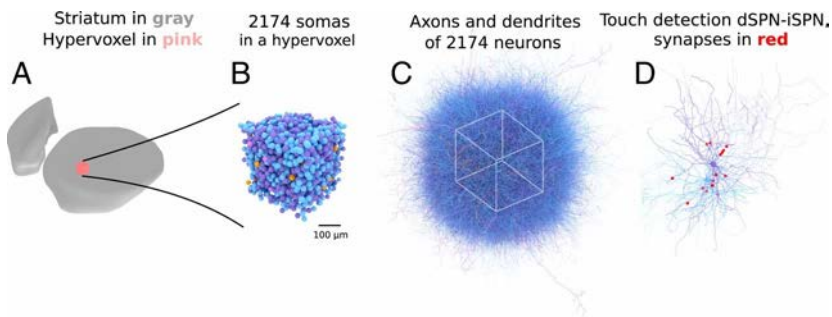 Striatum in gray
Hypervoxel in pink
2174 somas
in a hypervoxel
Axons and dendrites
of 2174 neurons
Touch detection dSPN-iSPN.
synapses in red
A
B
C
D
100 µm